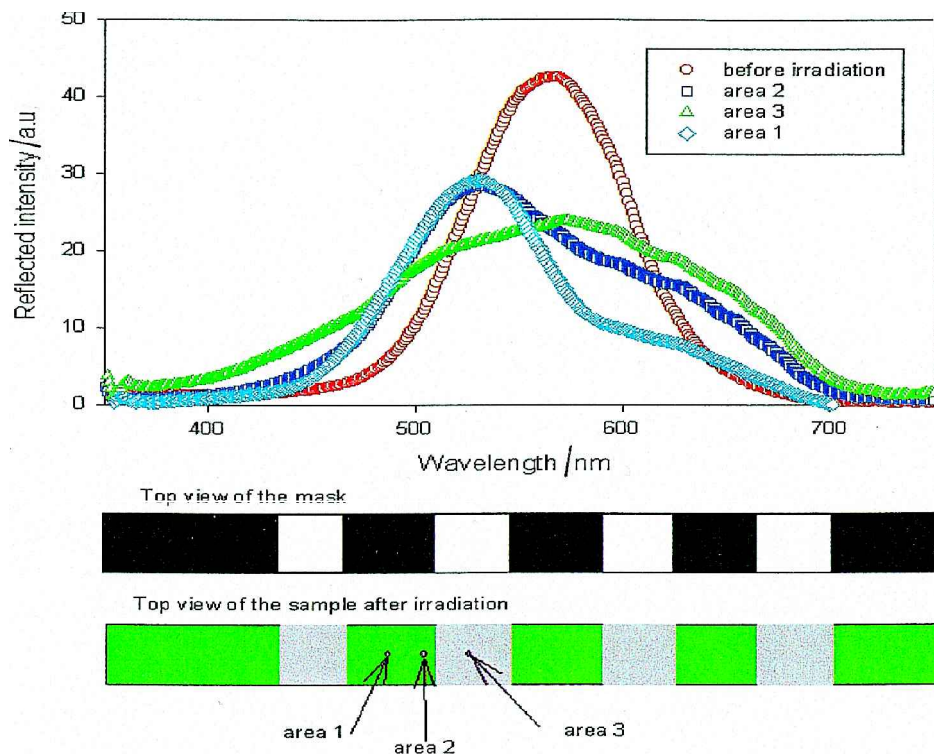 50
40
30
20
10
0
Reflected intensity /a.u
before irradiation
area 2
area 3
area 1
400
500
600
700
Wavelength /nm
Top view of the mask
Top view of the sample after irradiation
area 1
area 2
area 3